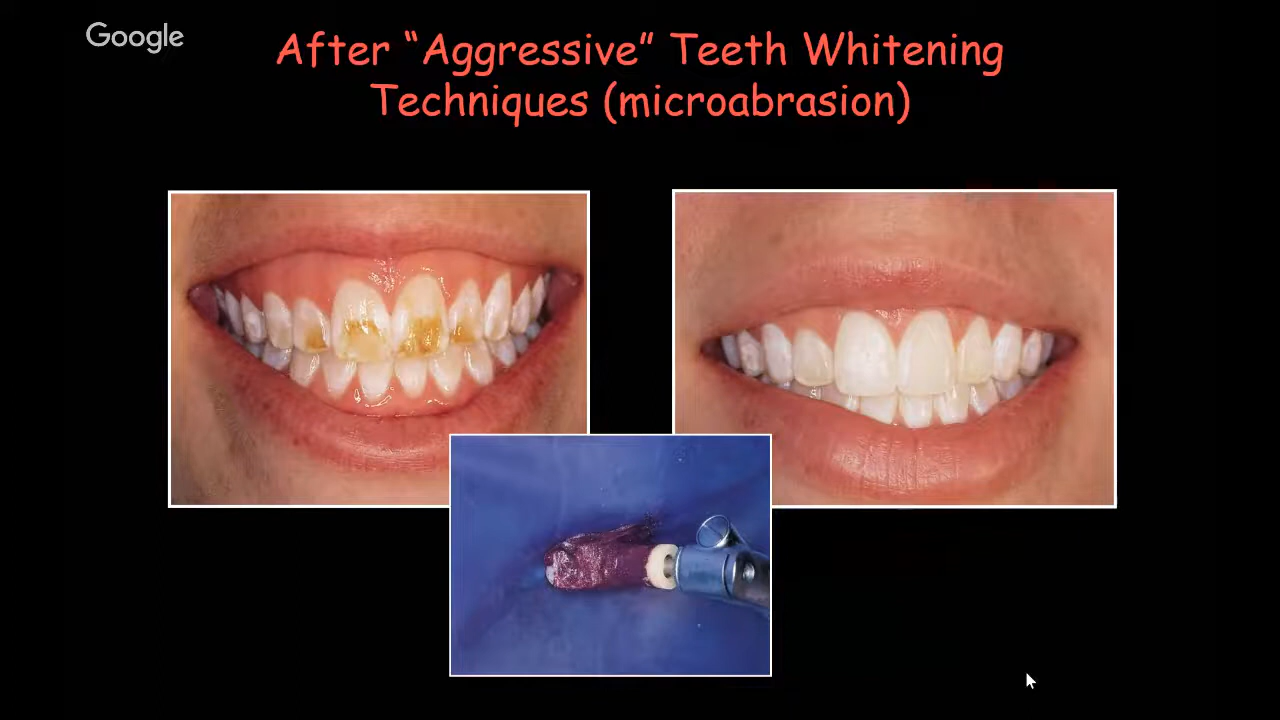 Google
After “Aggressive” Teeth Whitening
Techniques (microabrasion)